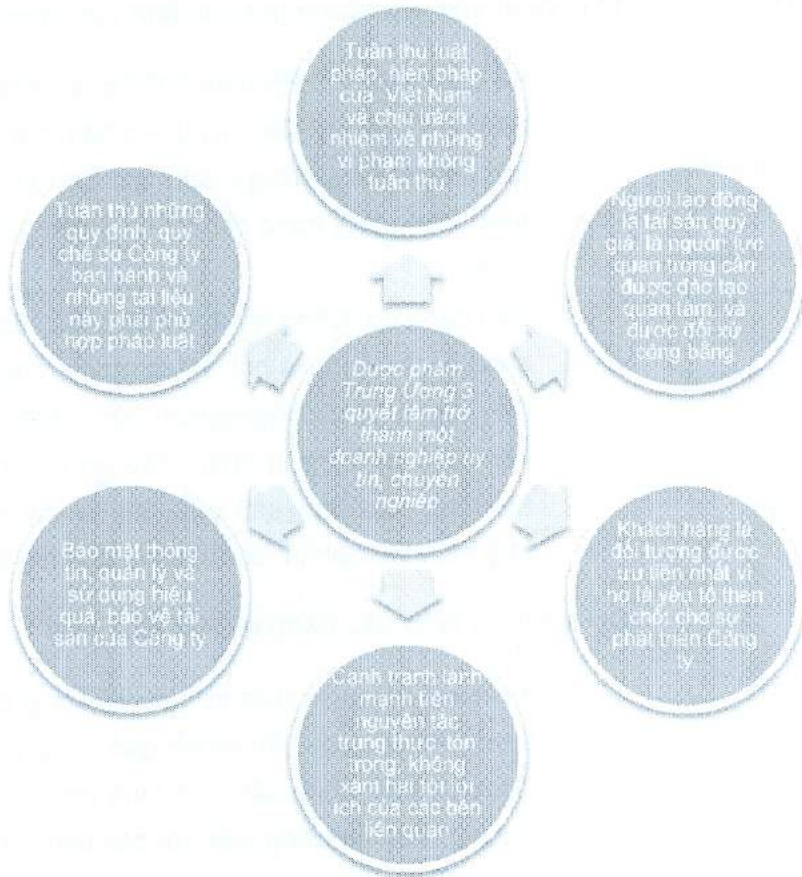 Tuân thủ luật
pháp, hiến pháp
của Việt Nam
và chịu trách
nhiệm về những
vi phạm không
tuân thủ
Người lao động
là tài sản quý
giá, là nguồn lực
quan trọng cần
được đào tạo
quan tâm, và
được đối xử
công bằng
Khách hàng là
đối tượng được
ưu tiên nhất vì
họ là yếu tố then
chốt cho sự
phát triển Công
ty
Cạnh tranh lành
mạnh trên
nguyên tắc
trung thực, tôn
trọng, không
xâm hại tới lợi
ích của các bên
liên quan
Bảo mật thông
tin, quản lý và
sử dụng hiệu
quả, bảo vệ tài
sản của Công ty
Tuân thủ những
quy định, quy
chế do Công ty
ban hành và
những tài liệu
này phải phù
hợp pháp luật
Dược phẩm
Trung Ương 3
quyết tâm trở
thành một
doanh nghiệp uy
tín, chuyên
nghiệp